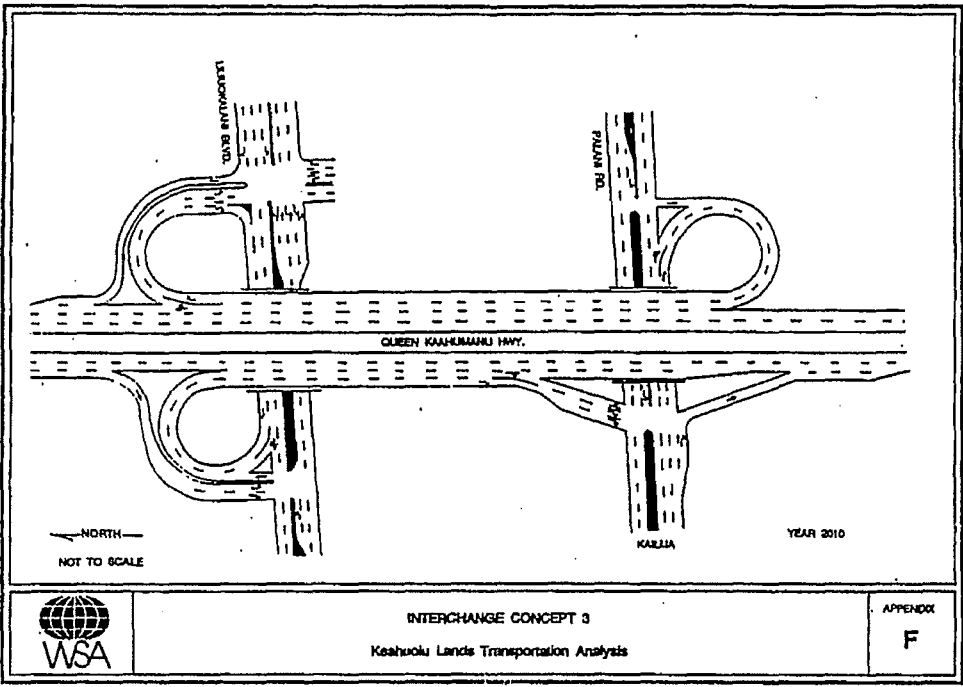 LILIUOKALANI BLVD.
PALANI RD.
QUEEN KAAHUMANU HWY.
NORTH
NOT TO SCALE
KAILUA
YEAR 2010
WSA
INTERCHANGE CONCEPT 3
Keahuolu Lands Transportation Analysis
APPENDIX
F